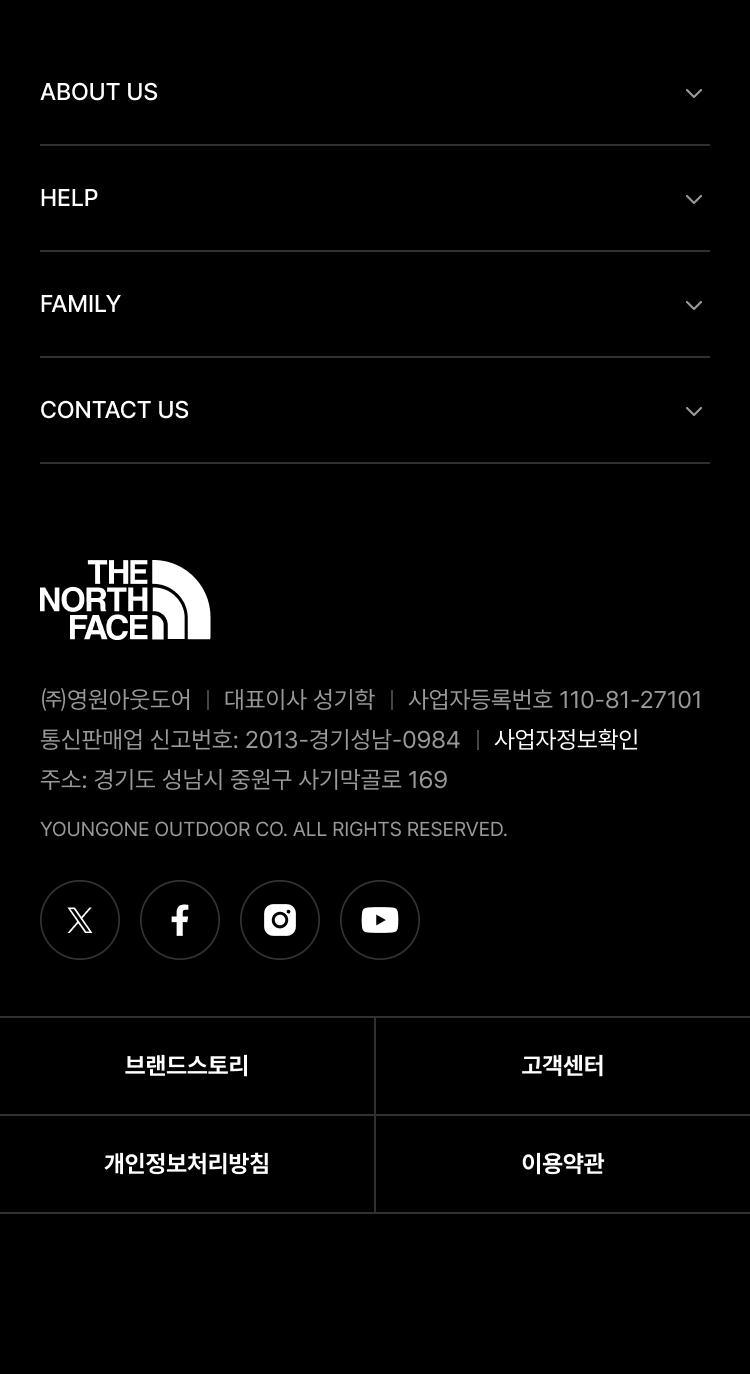 ABOUT US
HELP
FAMILY
CONTACT US
THE
NORTH
FACE
㈜영원아웃도어 | 대표이사 성기학 | 사업자등록번호 110-81-27101
통신판매업 신고번호: 2013-경기성남-0984 | 사업자정보확인
주소: 경기도 성남시 중원구 사기막골로 169
YOUNGONE OUTDOOR CO. ALL RIGHTS RESERVED.
브랜드스토리 고객센터
개인정보처리방침 이용약관